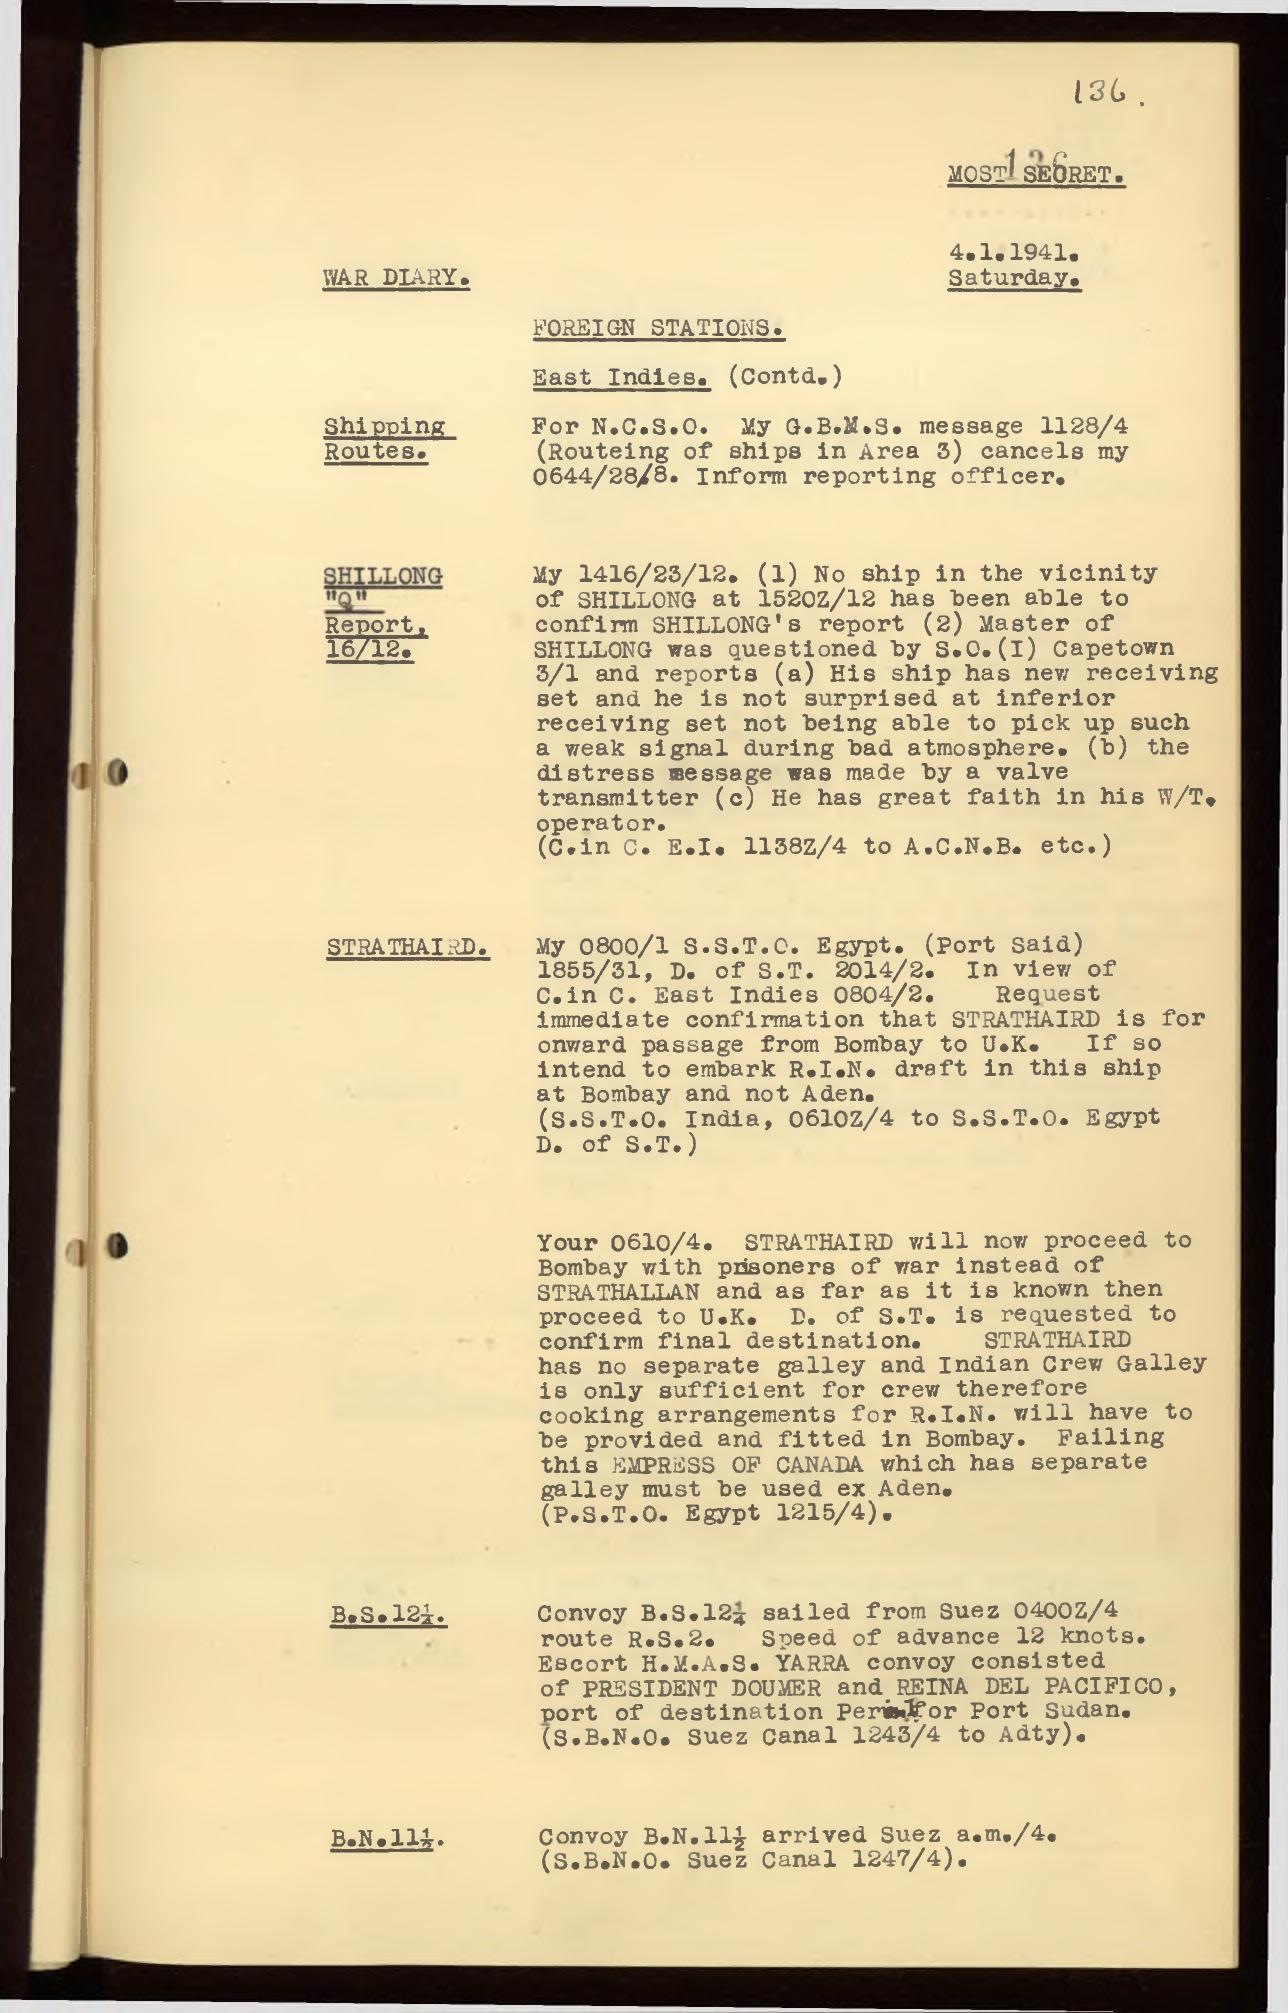 136.
126
MOST SECRET.
4.1.1941.
WAR DIARY.
Saturday.
FOREIGN STATIONS.
East Indies. (Contd.)
Shipping
Routes.
For N.C.S.O. My G.B.M.S. message 1128/4
(Routeing of ships in Area 3) cancels my
0644/28/8. Inform reporting officer.
SHILLONG
"Q"
Report,
16/12.
My 1416/23/12. (1) No ship in the vicinity
of SHILLONG at 1520Z/12 has been able to
confirm SHILLONG's report (2) Master of
SHILLONG was questioned by S.O.(I) Capetown
3/1 and reports (a) His ship has new receiving
set and he is not surprised at inferior
receiving set not being able to pick up such
a weak signal during bad atmosphere. (b) the
distress message was made by a valve
transmitter (c) He has great faith in his W/T.
operator.
(C.in C. E.I. 1138Z/4 to A.C.N.B. etc.)
STRATHAIRD.
My 0800/1 S.S.T.O. Egypt. (Port Said)
1855/31, D. of S.T. 2014/2. In view of
C.in C. East Indies 0804/2. Request
immediate confirmation that STRATHAIRD is for
onward passage from Bombay to U.K. If so
intend to embark R.I.N. draft in this ship
at Bombay and not Aden.
(S.S.T.O. India, 0610Z/4 to S.S.T.O. Egypt
D. of S.T.)
Your 0610/4. STRATHAIRD will now proceed to
Bombay with prisoners of war instead of
STRATHALLAN and as far as it is known then
proceed to U.K. D. of S.T. is requested to
confirm final destination. STRATHAIRD
has no separate galley and Indian Crew Galley
is only sufficient for crew therefore
cooking arrangements for R.I.N. will have to
be provided and fitted in Bombay. Failing
this EMPRESS OF CANADA which has separate
galley must be used ex Aden.
(P.S.T.O. Egypt 1215/4).
B.S.12¼.
Convoy B.S.12¼ sailed from Suez 0400Z/4
route R.S.2. Speed of advance 12 knots.
Escort H.M.A.S. YARRA convoy consisted
of PRESIDENT DOUMER and REINA DEL PACIFICO,
port of destination for Port Sudan.
(S.B.N.O. Suez Canal 1243/4 to Adty).
B.N.11½.
Convoy B.N.11½ arrived Suez a.m./4.
(S.B.N.O. Suez Canal 1247/4).